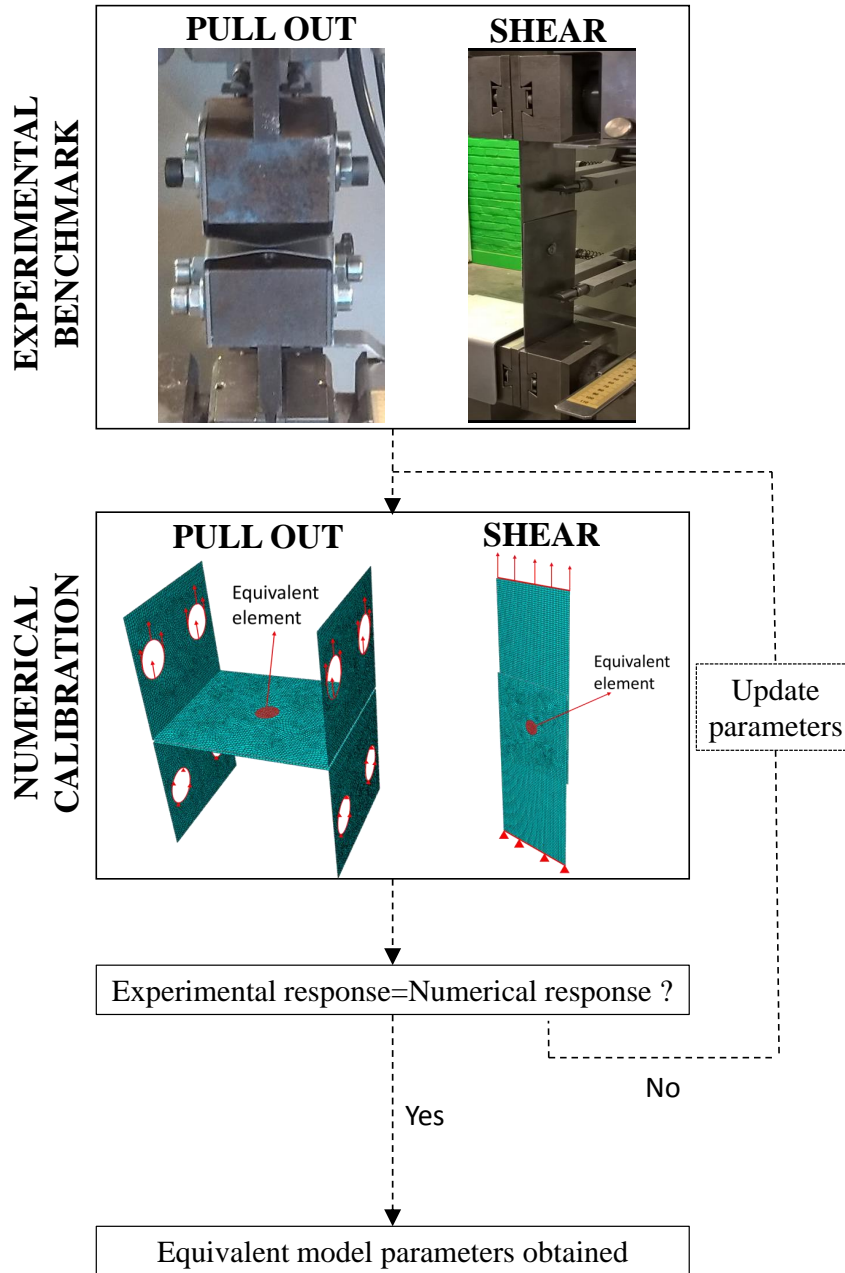 PULL OUT
SHEAR
EXPERIMENTAL
BENCHMARK
PULL OUT
SHEAR
Equivalent
element
Equivalent
element
NUMERICAL
CALIBRATION
Update
parameters
Experimental response=Numerical response ?
No
Yes
Equivalent model parameters obtained